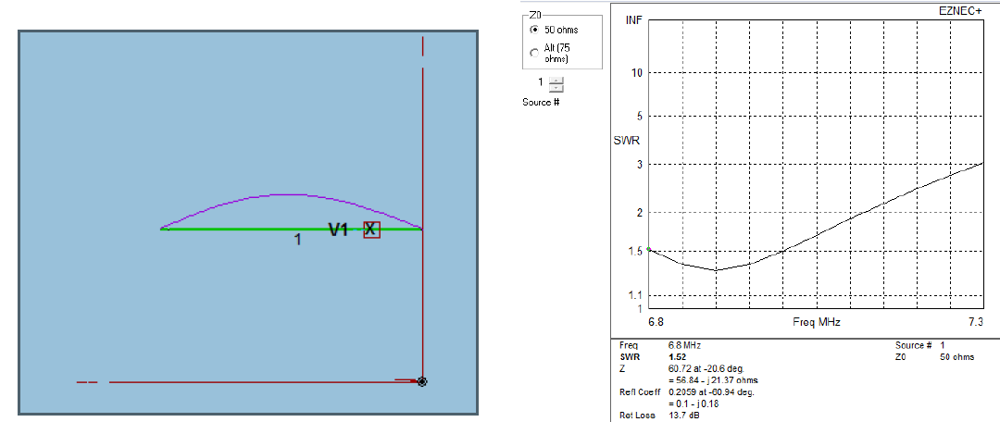 V1 X
1
Z0
50 ohms
Alt (75
ohms)
1
Source #
EZNEC+
INF
10
5
SWR
3
2
1.5
1.1
1
6.8 Freq MHz 7.3
Freq 6.8 MHz Source # 1
SWR 1.52 Z0 50 ohms
Z 60.72 at -20.6 deg.
= 56.84 - j 21.37 ohms
Refl Coeff 0.2059 at -60.94 deg.
= 0.1 - j 0.18
Ret Loss 13.7 dB